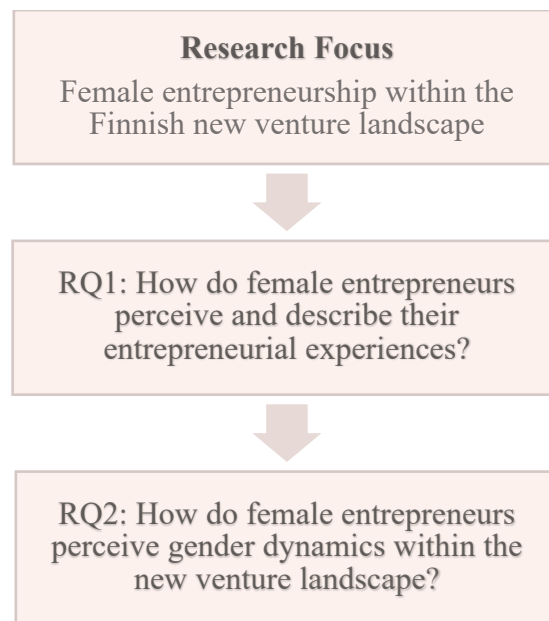 Research Focus
Female entrepreneurship within the
Finnish new venture landscape
RQ1: How do female entrepreneurs
perceive and describe their
entrepreneurial experiences?
RQ2: How do female entrepreneurs
perceive gender dynamics within the
new venture landscape?